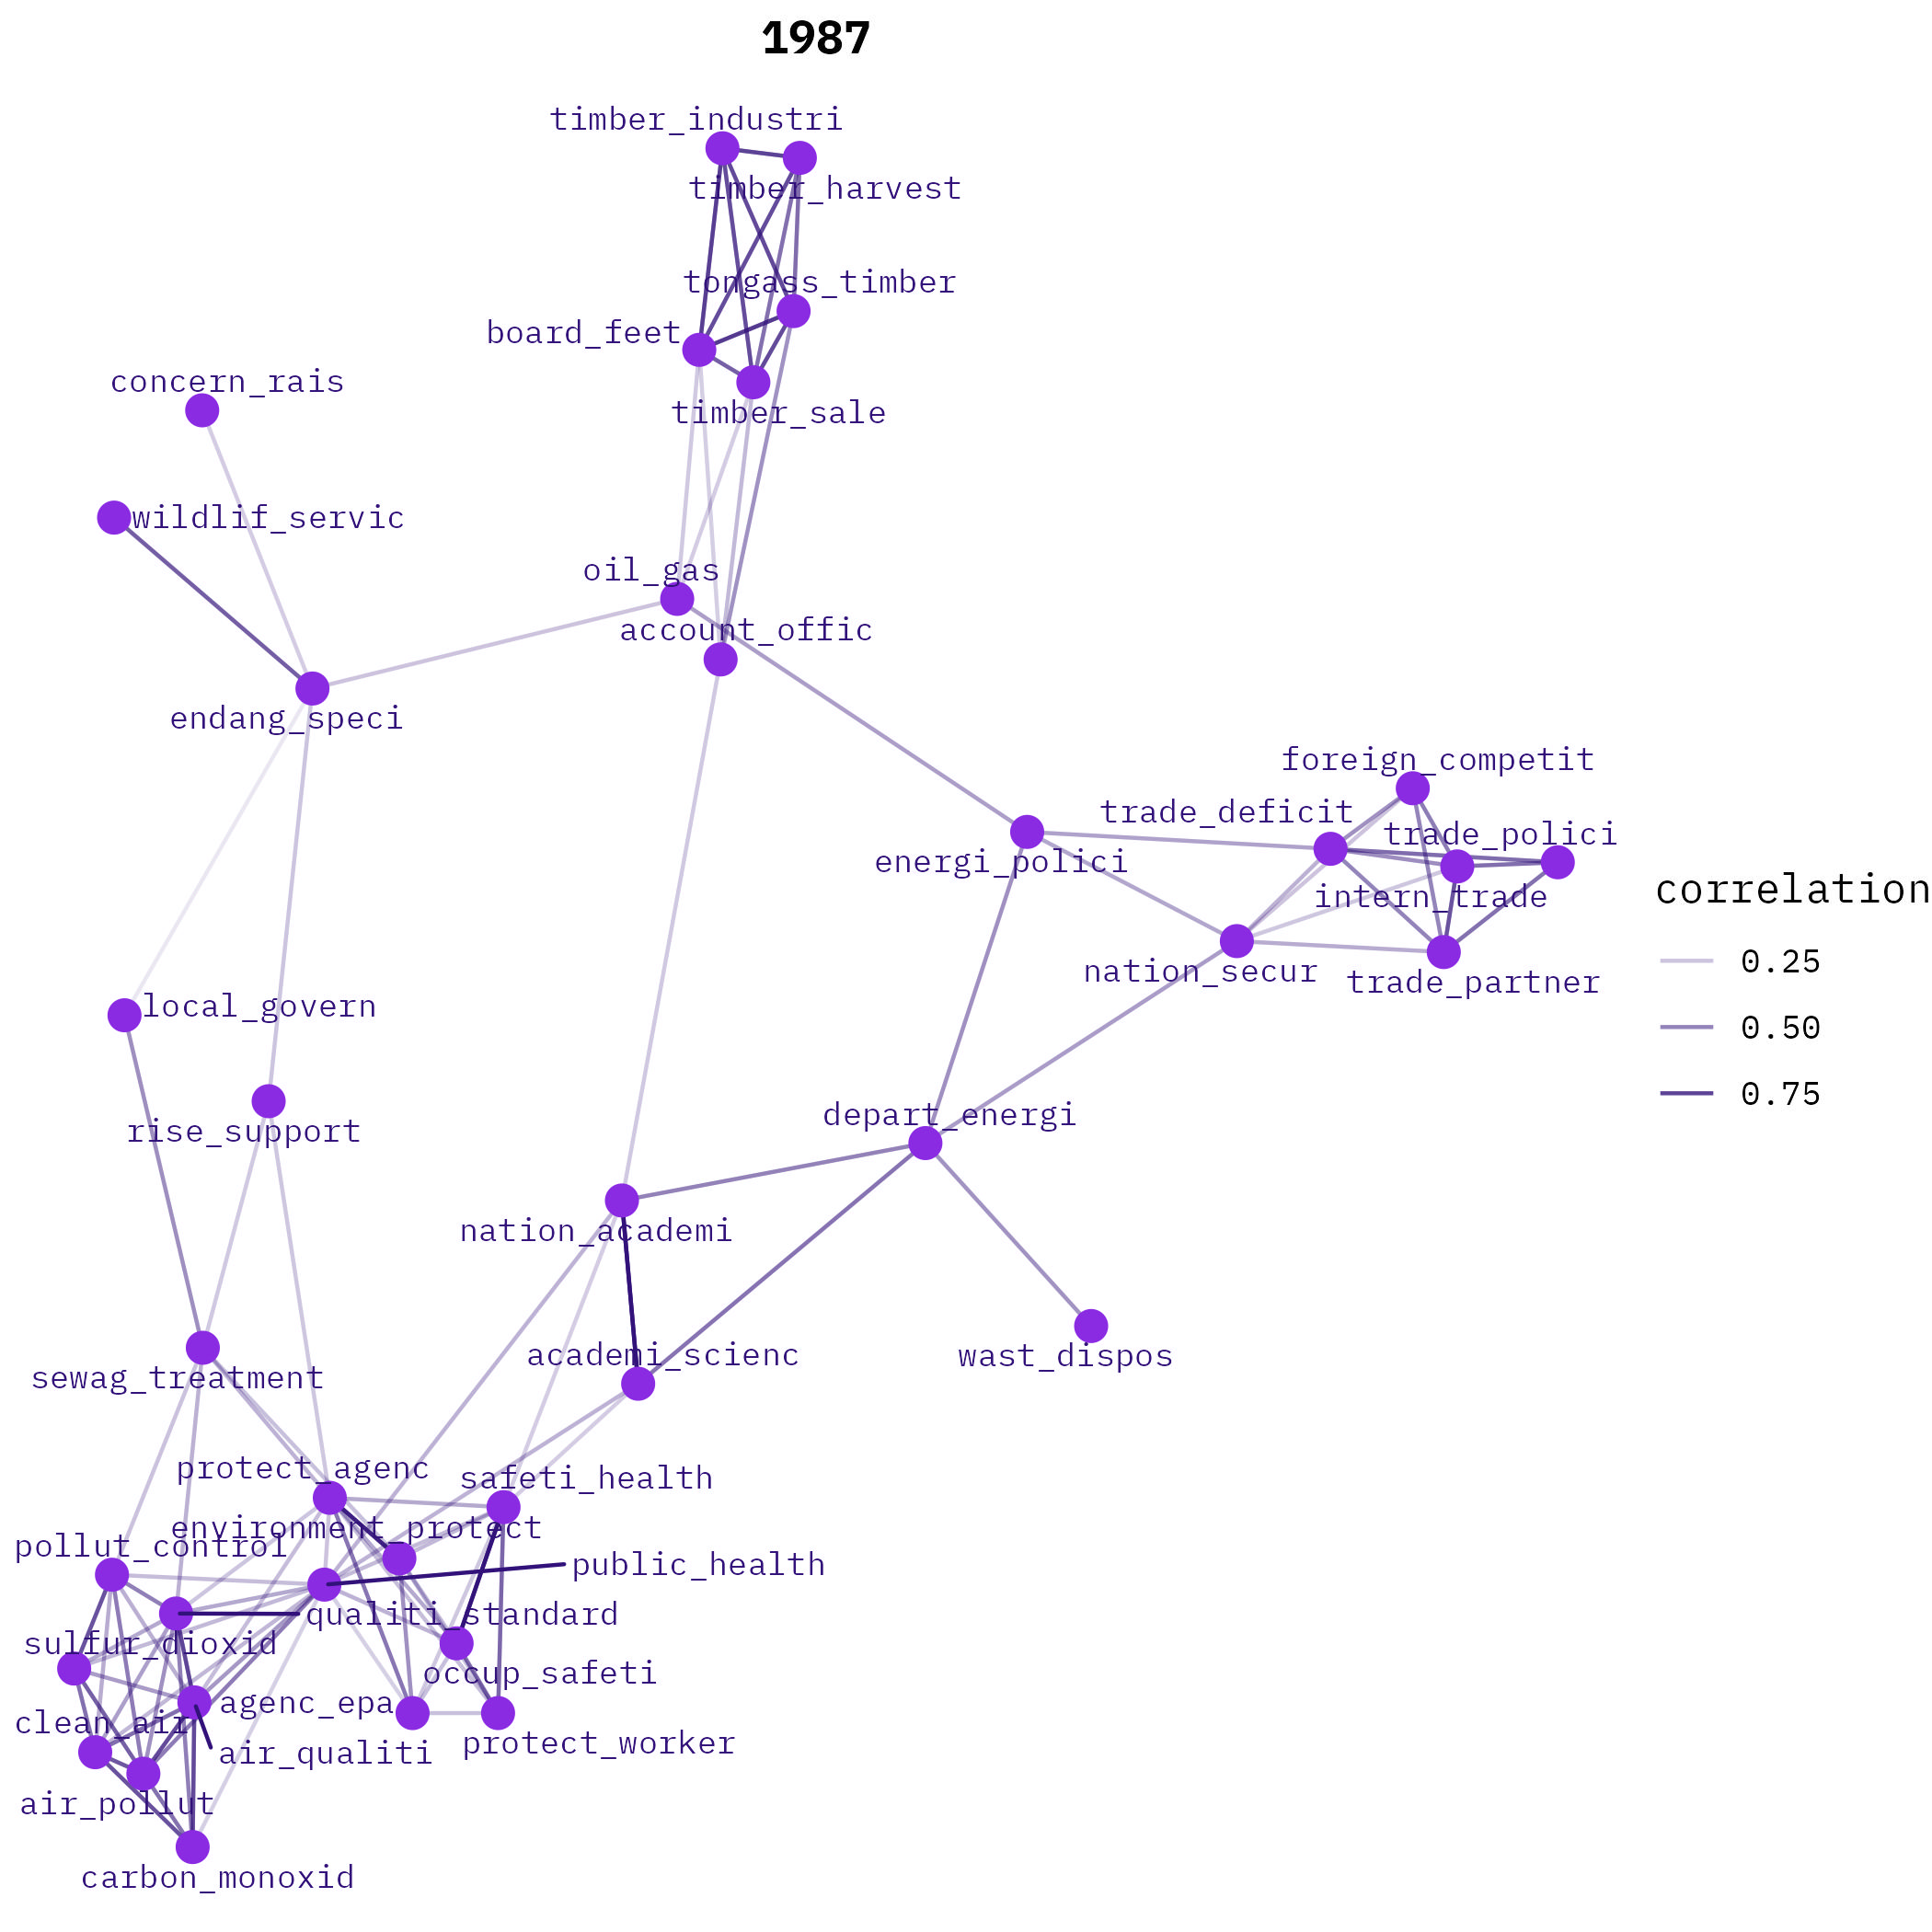 1987
timber_industri
timber_harvest
tongass_timber
board_feet
concern_rais
timber_sale
wildlif_servic
oil_gas
account_offic
endang_speci
foreign_competit
trade_deficit
trade_polici
energi_polici
intern_trade
correlation
0.25
nation_secur
trade_partner
local_govern
0.50
0.75
depart_energi
rise_support
nation_academi
academi_scienc
wast_dispos
sewag_treatment
protect_agenc
safeti_health
environment_protect
pollut_control
public_health
qualiti_standard
sulfur_dioxid
occup_safeti
agenc_epa
clean_air
protect_worker
air_qualiti
air_pollut
carbon_monoxid